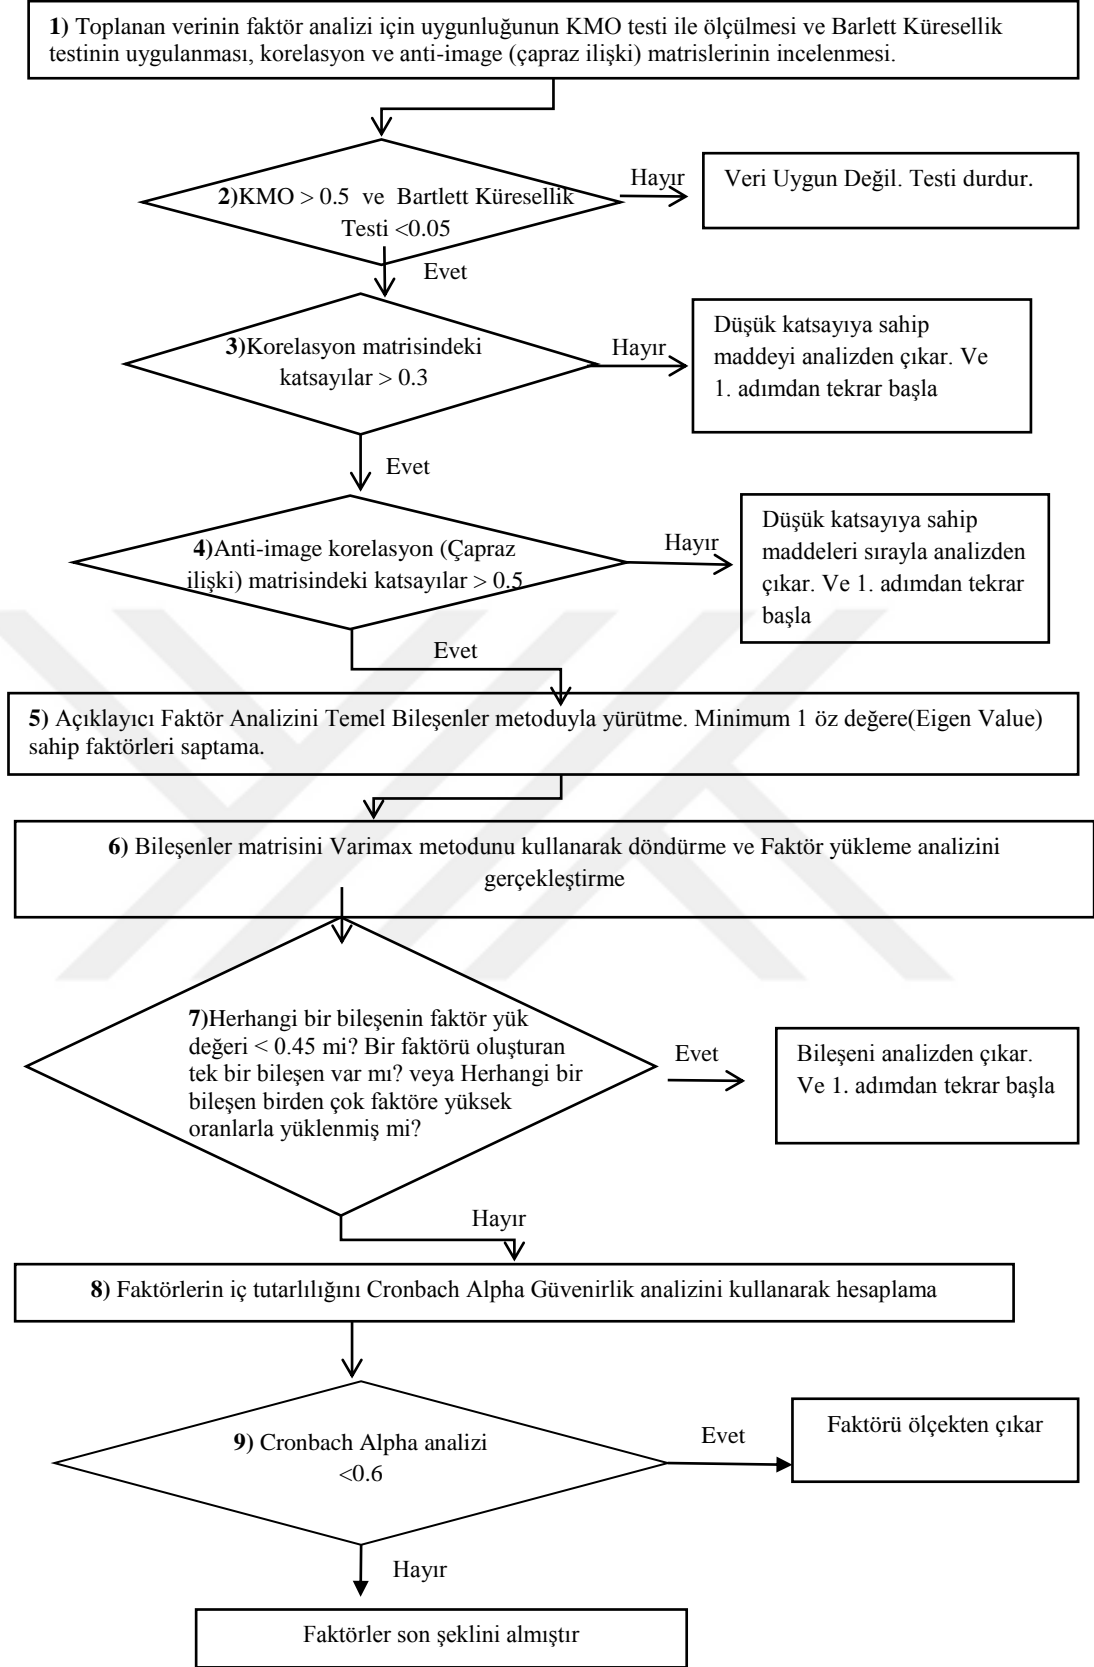 1) Toplanan verinin faktör analizi için uygunluğunun KMO testi ile ölçülmesi ve Barlett Küresellik
testinin uygulanması, korelasyon ve anti-image (çapraz ilişki) matrislerinin incelenmesi.
2)KMO > 0.5 ve Bartlett Küresellik
Testi <0.05
Hayır
Veri Uygun Değil. Testi durdur.
Evet
3)Korelasyon matrisindeki
katsayılar > 0.3
Hayır
Düşük katsayıya sahip
maddeyi analizden çıkar. Ve
1. adımdan tekrar başla
Evet
4)Anti-image korelasyon (Çapraz
ilişki) matrisindeki katsayılar > 0.5
Hayır
Düşük katsayıya sahip
maddeleri sırayla analizden
çıkar. Ve 1. adımdan tekrar
başla
Evet
5) Açıklayıcı Faktör Analizini Temel Bileşenler metoduyla yürütme. Minimum 1 öz değere(Eigen Value)
sahip faktörleri saptama.
6) Bileşenler matrisini Varimax metodunu kullanarak döndürme ve Faktör yükleme analizini
gerçekleştirme
7)Herhangi bir bileşenin faktör yük
değeri < 0.45 mi? Bir faktörü oluşturan
tek bir bileşen var mı? veya Herhangi bir
bileşen birden çok faktöre yüksek
oranlarla yüklenmiş mi?
Evet
Bileşeni analizden çıkar.
Ve 1. adımdan tekrar başla
Hayır
8) Faktörlerin iç tutarlılığını Cronbach Alpha Güvenirlik analizini kullanarak hesaplama
9) Cronbach Alpha analizi
<0.6
Evet
Faktörü ölçekten çıkar
Hayır
Faktörler son şeklini almıştır